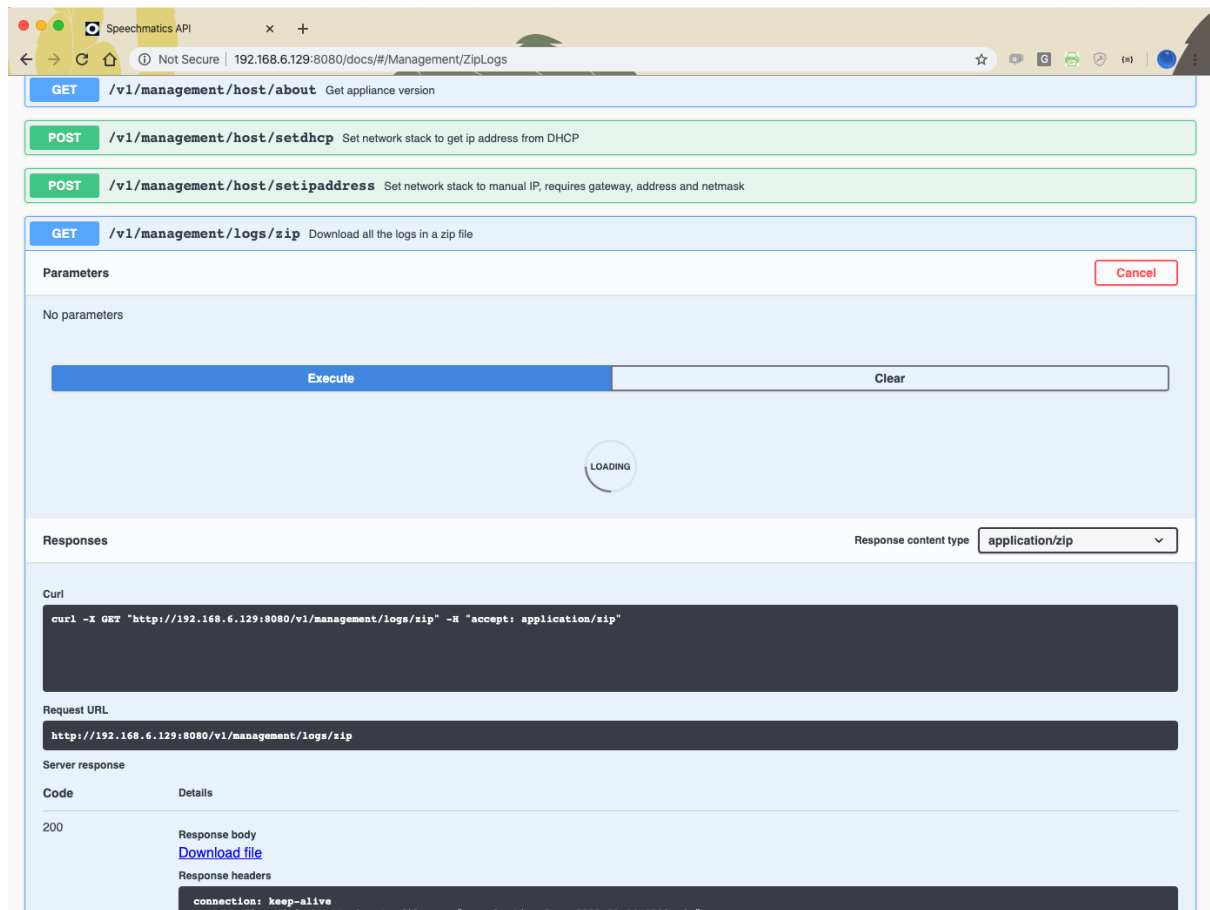 Speechmatics API
Not Secure | 192.168.6.129:8080/docs/#/Management/ZipLogs
GET /v1/management/host/about Get appliance version
POST /v1/management/host/setdhcp Set network stack to get ip address from DHCP
POST /v1/management/host/setipaddress Set network stack to manual IP, requires gateway, address and netmask
GET /v1/management/logs/zip Download all the logs in a zip file
Parameters Cancel
No parameters
Execute Clear
LOADING
Responses Response content type application/zip
Curl
curl -X GET "http://192.168.6.129:8080/v1/management/logs/zip" -H "accept: application/zip"
Request URL
http://192.168.6.129:8080/v1/management/logs/zip
Server response
Code Details
200
Response body
Download file
Response headers
connection: keep-alive